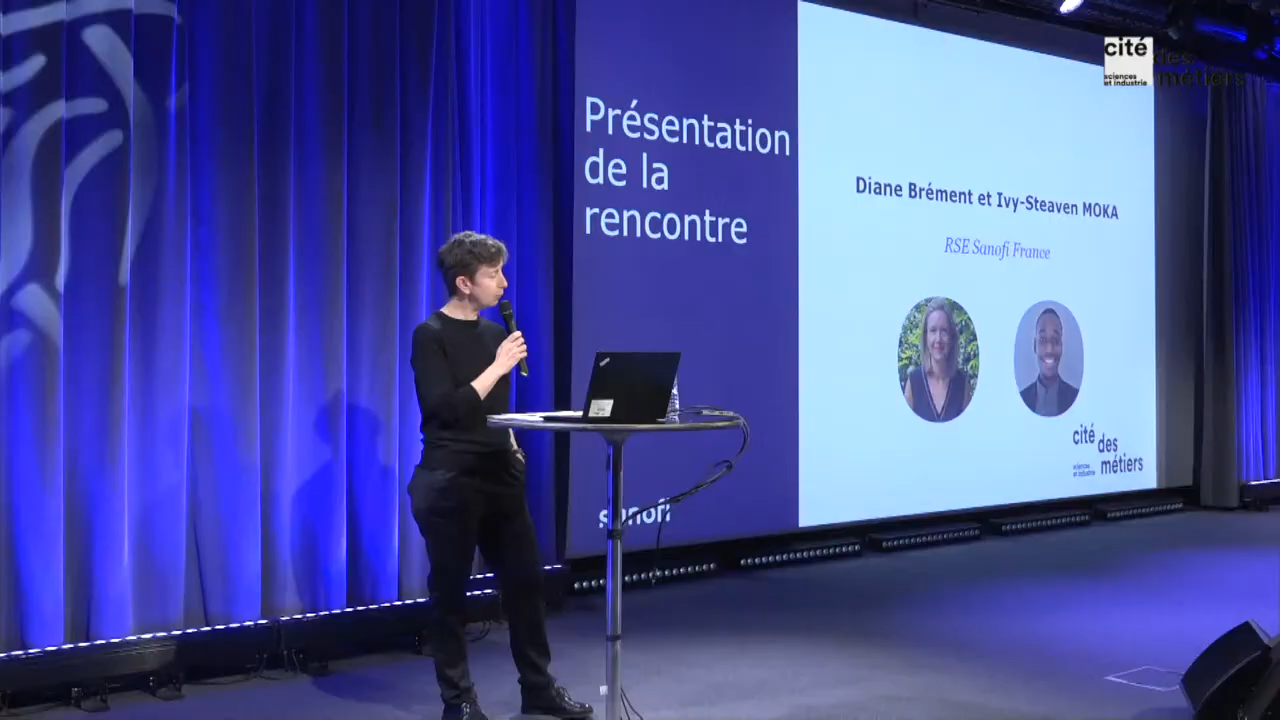 Présentation
de la
rencontre
sanofi
Diane Brément et Ivy-Steaven MOKA
RSE Sanofi France
cité
des
métiers
sciences
et industrie
cité
des
métiers
sciences
et industrie